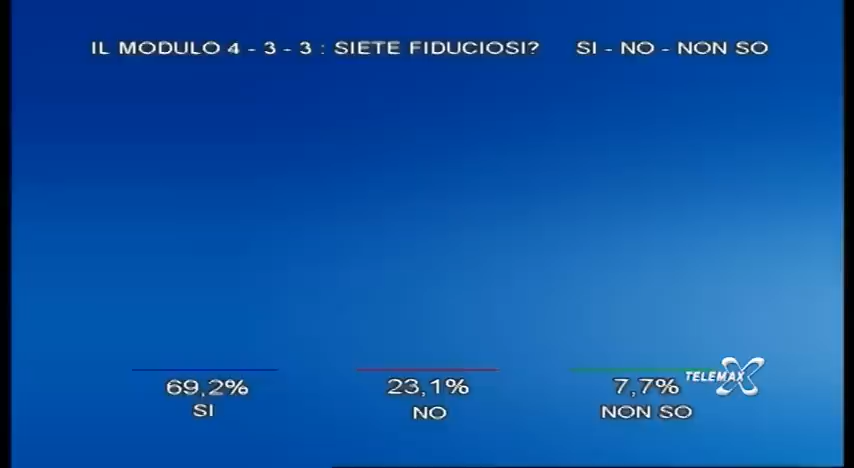 IL MODULO 4 - 3 - 3 : SIETE FIDUCIOSI? SI - NO - NON SO
69,2% 23,1% 7,7%
SI NO NON SO
TELEMAX